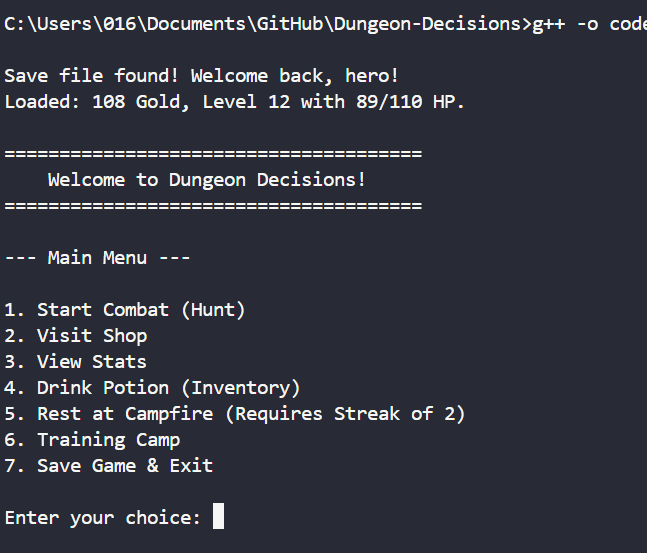 C:\Users\016\Documents\GitHub\Dungeon-Decisions>g++ -o code
Save file found! Welcome back, hero!
Loaded: 108 Gold, Level 12 with 89/110 HP.
======================================
    Welcome to Dungeon Decisions!
======================================
--- Main Menu ---
1. Start Combat (Hunt)
2. Visit Shop
3. View Stats
4. Drink Potion (Inventory)
5. Rest at Campfire (Requires Streak of 2)
6. Training Camp
7. Save Game & Exit
Enter your choice: